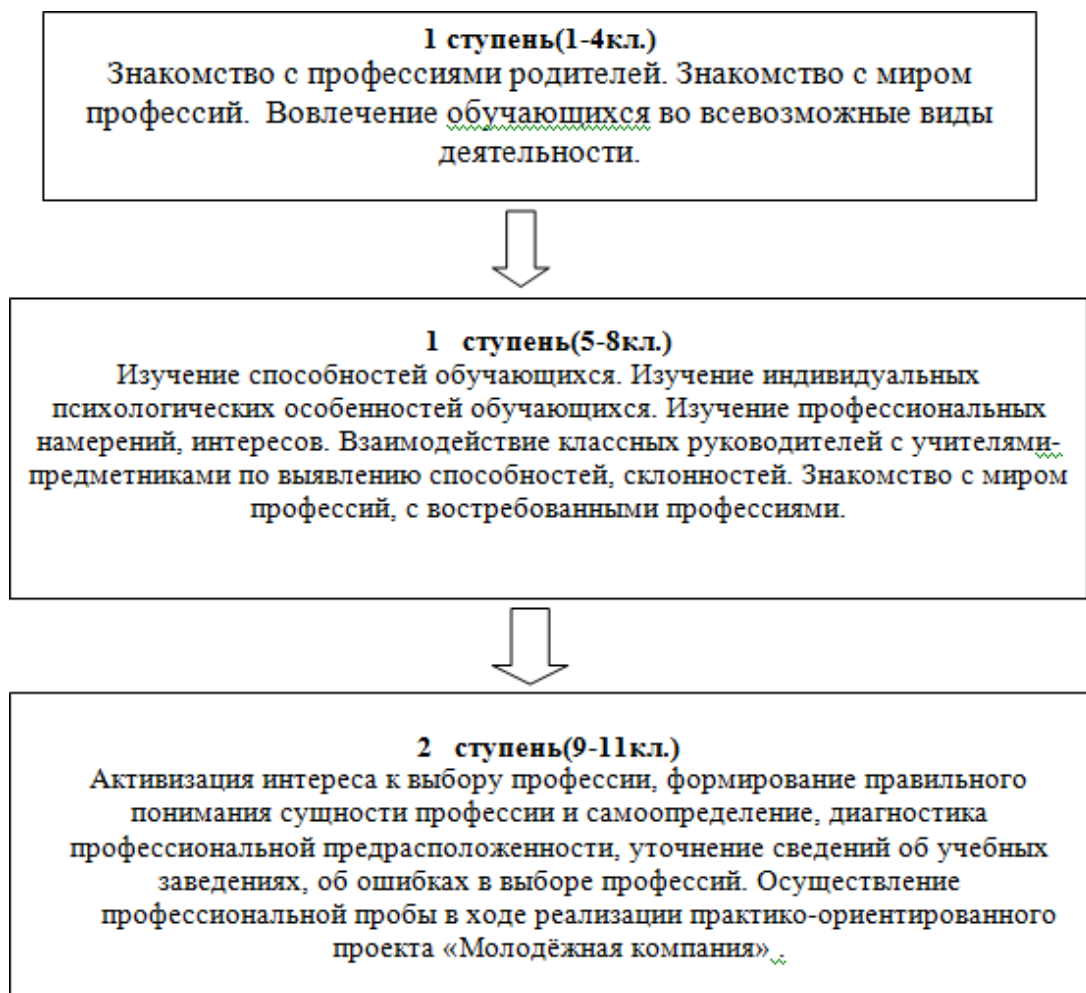 1 ступень(1-4кл.)
Знакомство с профессиями родителей. Знакомство с миром
профессий.  Вовлечение обучающихся во всевозможные виды
деятельности.
1   ступень(5-8кл.)
Изучение способностей обучающихся. Изучение индивидуальных
психологических особенностей обучающихся. Изучение профессиональных
намерений, интересов. Взаимодействие классных руководителей с учителями-
предметниками по выявлению способностей, склонностей. Знакомство с миром
профессий, с востребованными профессиями.
2   ступень(9-11кл.)
Активизация интереса к выбору профессии, формирование правильного
понимания сущности профессии и самоопределение, диагностика
профессиональной предрасположенности, уточнение сведений об учебных
заведениях, об ошибках в выборе профессий. Осуществление
профессиональной пробы в ходе реализации практико-ориентированного
проекта «Молодёжная компания» .